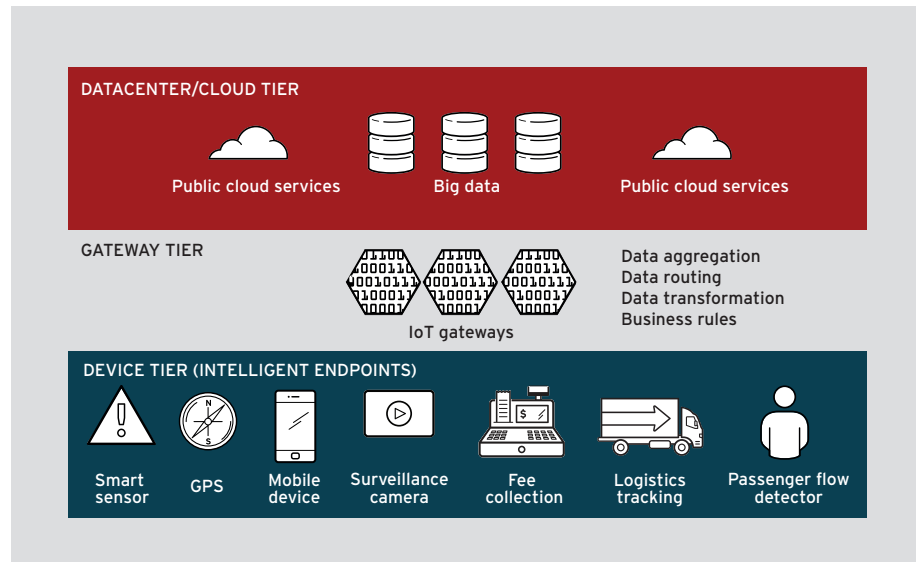 DATACENTER/CLOUD TIER
Public cloud services
Big data
Public cloud services
GATEWAY TIER
IoT gateways
Data aggregation
Data routing
Data transformation
Business rules
DEVICE TIER (INTELLIGENT ENDPOINTS)
N
S
$
Smart
sensor
GPS
Mobile
device
Surveillance
camera
Fee
collection
Logistics
tracking
Passenger flow
detector